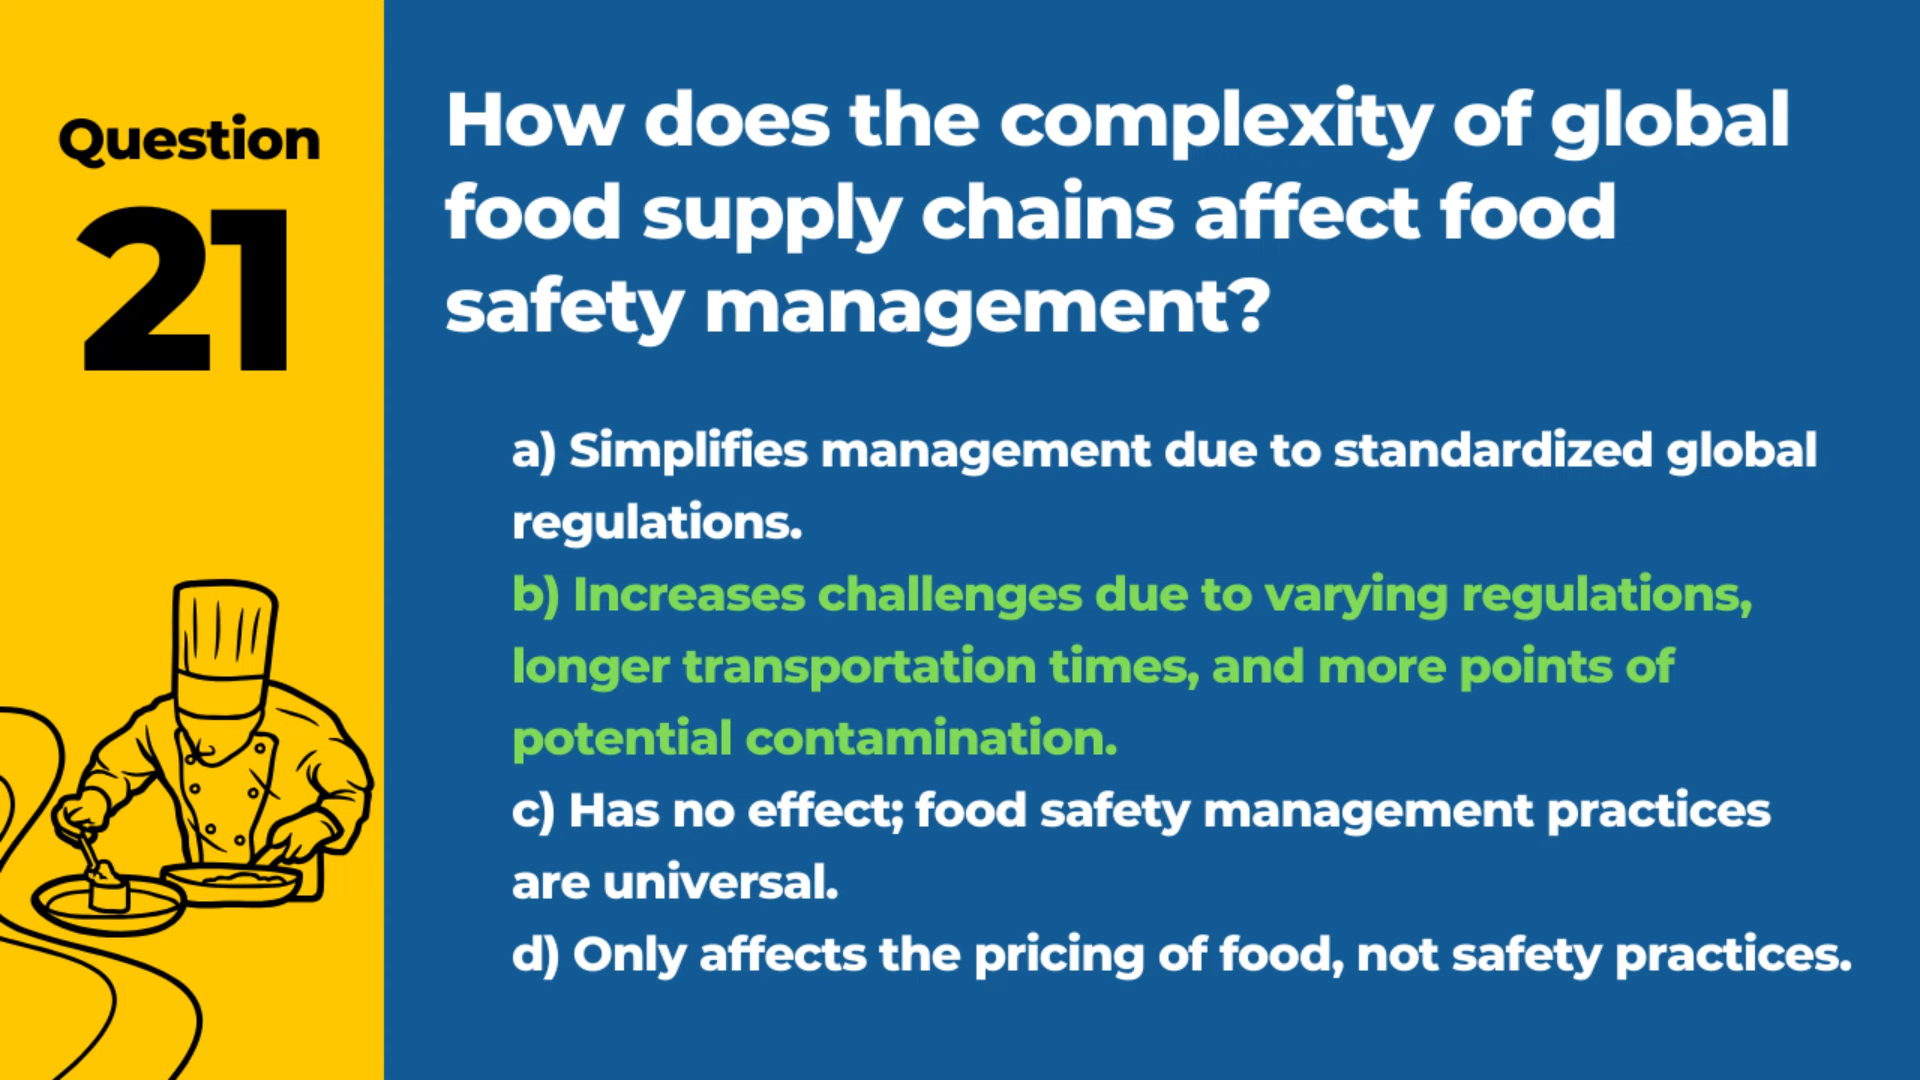 Question
21
How does the complexity of global
food supply chains affect food
safety management?
a) Simplifies management due to standardized global
regulations.
b) Increases challenges due to varying regulations,
longer transportation times, and more points of
potential contamination.
c) Has no effect; food safety management practices
are universal.
d) Only affects the pricing of food, not safety practices.